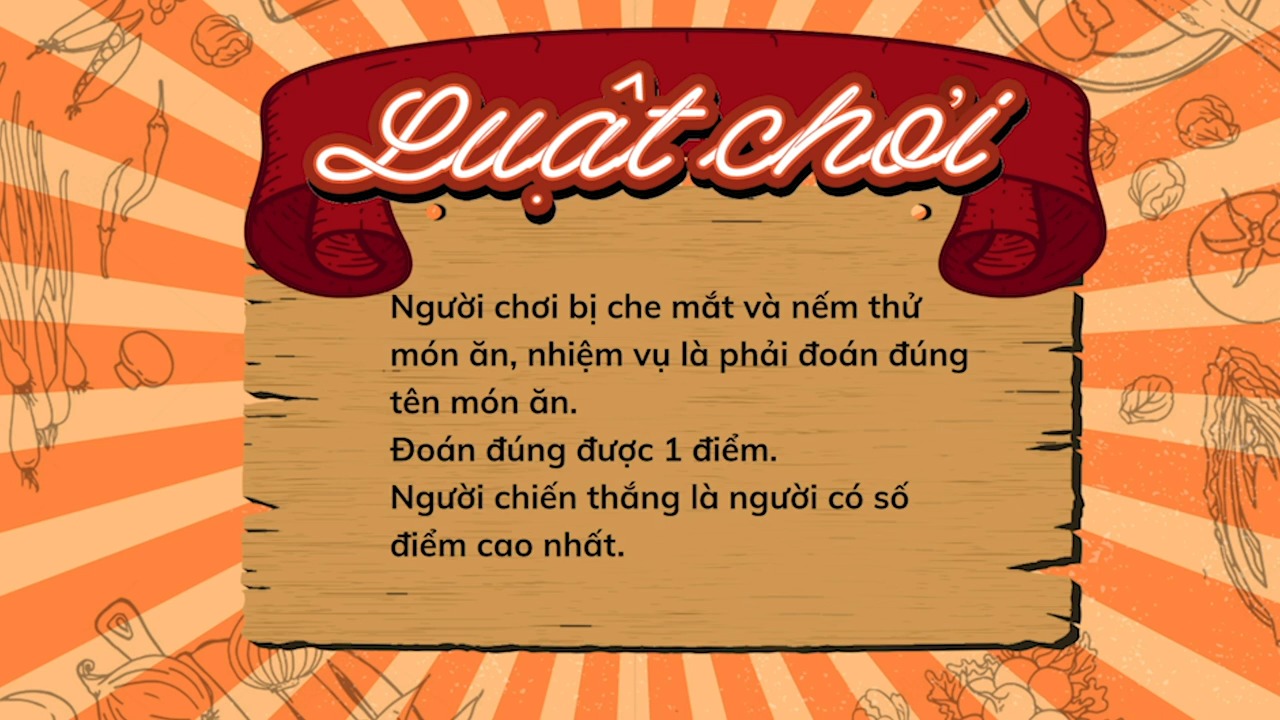 Luật chơi
Người chơi bị che mắt và nếm thử
món ăn, nhiệm vụ là phải đoán đúng
tên món ăn.
Đoán đúng được 1 điểm.
Người chiến thắng là người có số
điểm cao nhất.